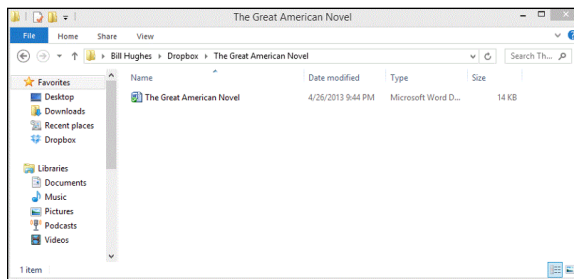 The Great American Novel
File Home Share View
Bill Hughes Dropbox The Great American Novel Search Th...
Favorites
Desktop
Downloads
Recent places
Dropbox
Libraries
Documents
Music
Pictures
Podcasts
Videos
Name Date modified Type Size
The Great American Novel 4/26/2013 9:44 PM Microsoft Word D... 14 KB
1 item